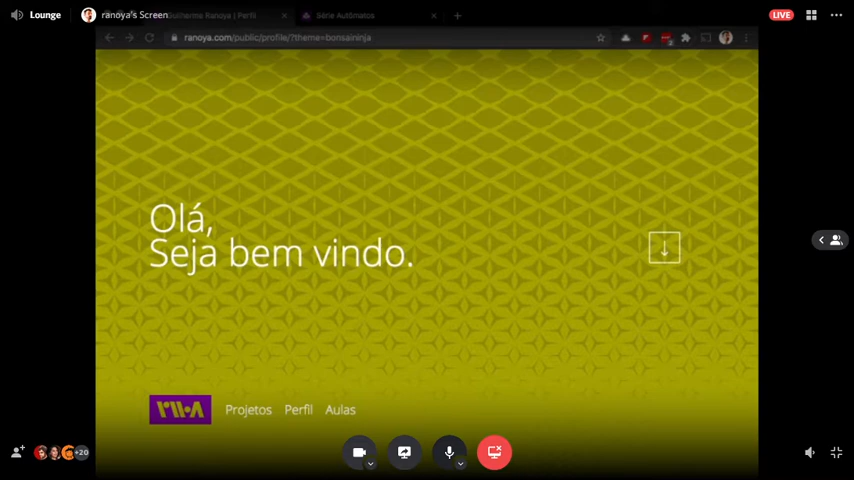 Lounge
ranoya's Screen
LIVE
Guilherme Ranoya | Perfil
Série Autômatos
ranoya.com/public/profile/?theme=bonsaininja
Olá,
Seja bem vindo.
Projetos
Perfil
Aulas
+20